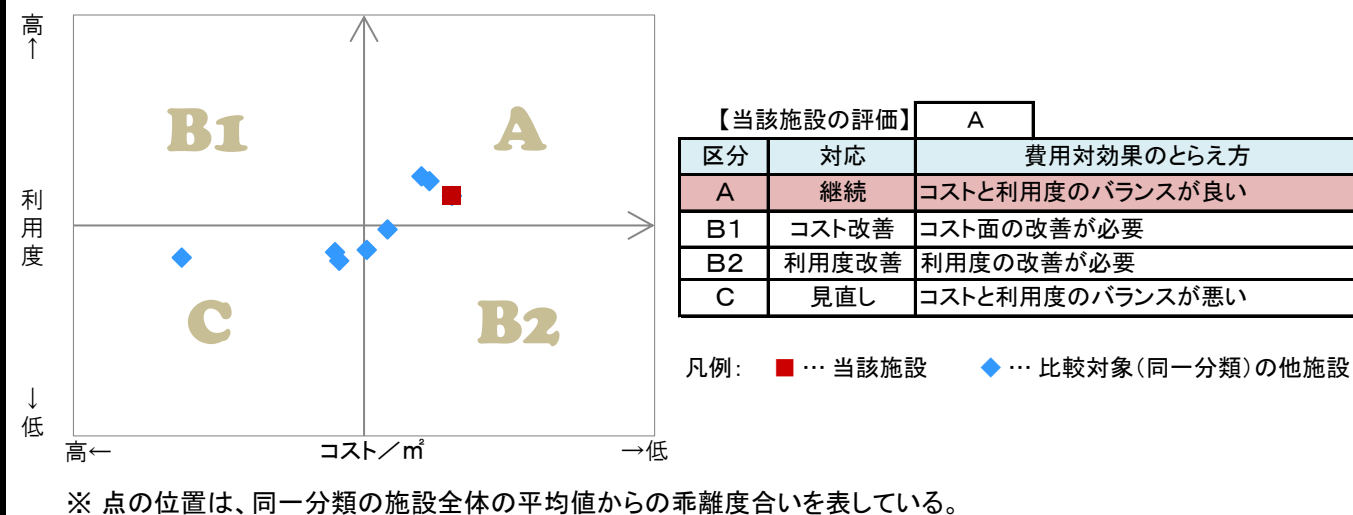 高
↑
利
用
度
↓
低
B1
A
C
B2
高←
コスト／㎡
→低
【当該施設の評価】 A
区分 対応 費用対効果のとらえ方
A 継続 コストと利用度のバランスが良い
B1 コスト改善 コスト面の改善が必要
B2 利用度改善 利用度の改善が必要
C 見直し コストと利用度のバランスが悪い
凡例： ■ … 当該施設 ◆ … 比較対象（同一分類）の他施設
※ 点の位置は、同一分類の施設全体の平均値からの乖離度合いを表している。